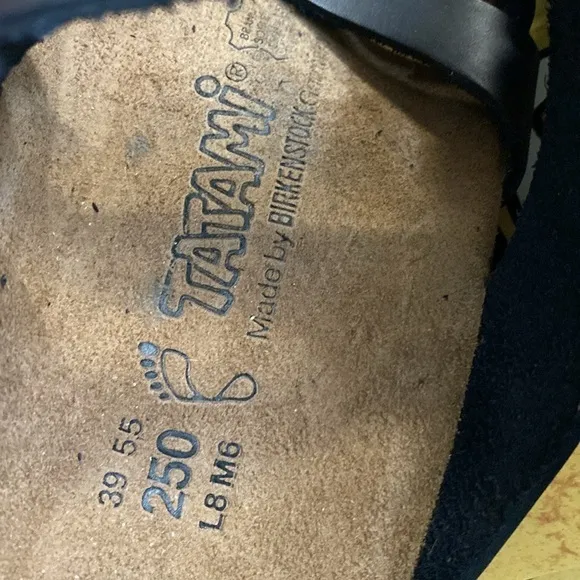 TATAMI®
Made by BIRKENSTOCK
39 5,5
250
L8 M6